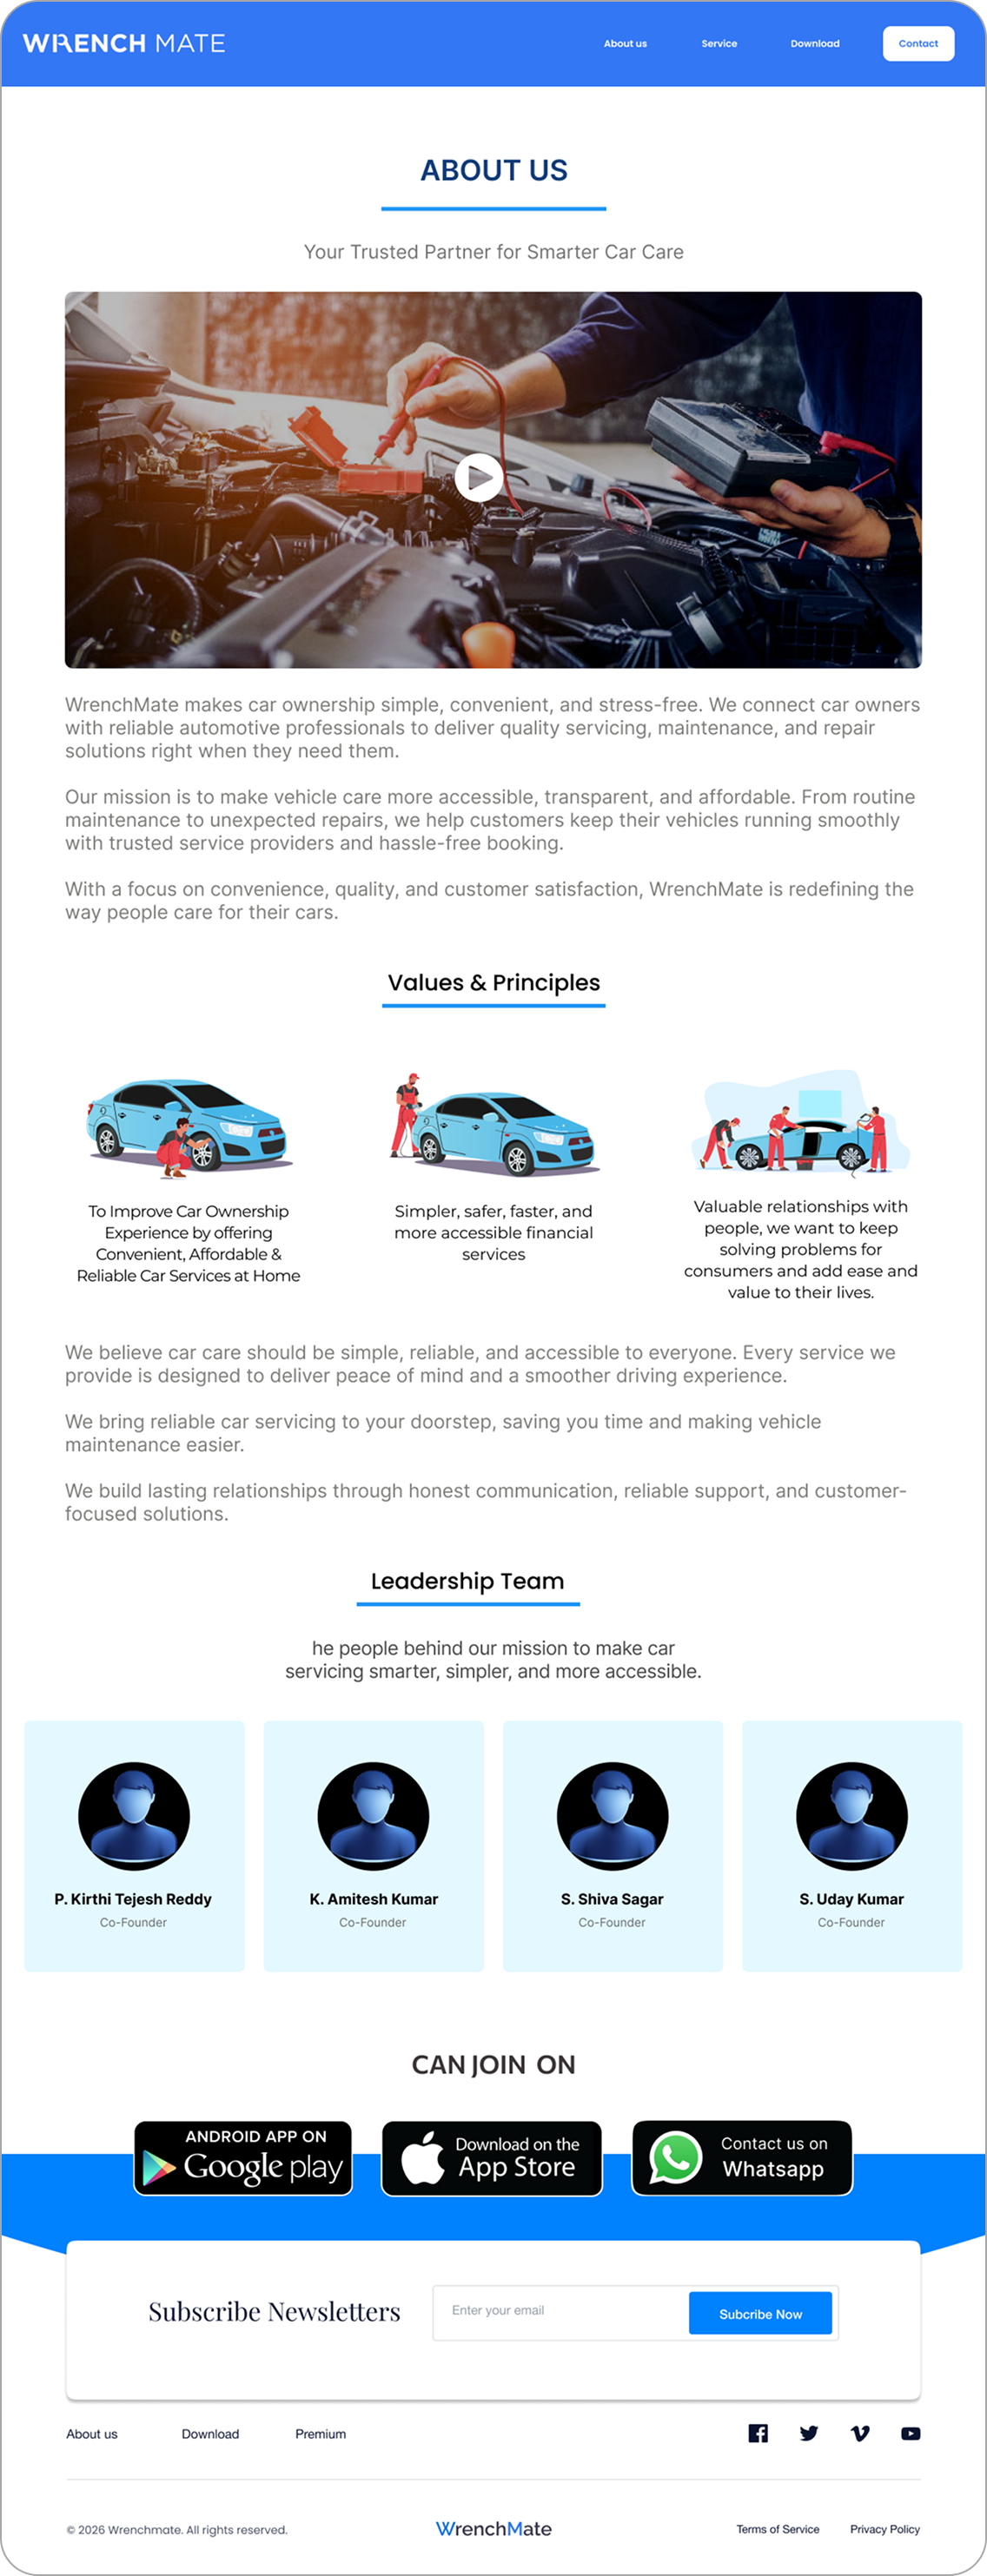 WRENCH MATE
About us
Service
Download
Contact
ABOUT US
Your Trusted Partner for Smarter Car Care
WrenchMate makes car ownership simple, convenient, and stress-free. We connect car owners
with reliable automotive professionals to deliver quality servicing, maintenance, and repair
solutions right when they need them.
Our mission is to make vehicle care more accessible, transparent, and affordable. From routine
maintenance to unexpected repairs, we help customers keep their vehicles running smoothly
with trusted service providers and hassle-free booking.
With a focus on convenience, quality, and customer satisfaction, WrenchMate is redefining the
way people care for their cars.
Values & Principles
To Improve Car Ownership
Experience by offering
Convenient, Affordable &
Reliable Car Services at Home
Simpler, safer, faster, and
more accessible financial
services
Valuable relationships with
people, we want to keep
solving problems for
consumers and add ease and
value to their lives.
We believe car care should be simple, reliable, and accessible to everyone. Every service we
provide is designed to deliver peace of mind and a smoother driving experience.
We bring reliable car servicing to your doorstep, saving you time and making vehicle
maintenance easier.
We build lasting relationships through honest communication, reliable support, and customer-
focused solutions.
Leadership Team
he people behind our mission to make car
servicing smarter, simpler, and more accessible.
P. Kirthi Tejesh Reddy
Co-Founder
K. Amitesh Kumar
Co-Founder
S. Shiva Sagar
Co-Founder
S. Uday Kumar
Co-Founder
CAN JOIN ON
ANDROID APP ON
Google play
Download on the
App Store
Contact us on
Whatsapp
Subscribe Newsletters
Enter your email
Subcribe Now
About us
Download
Premium
© 2026 Wrenchmate. All rights reserved.
WrenchMate
Terms of Service
Privacy Policy